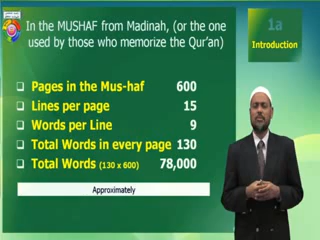 In the MUSHAF from Madinah, (or the one
used by those who memorize the Qur'an)
1a
Introduction
Pages in the Mus-haf 600
Lines per page 15
Words per Line 9
Total Words in every page 130
Total Words (130 x 600) 78,000
Approximately